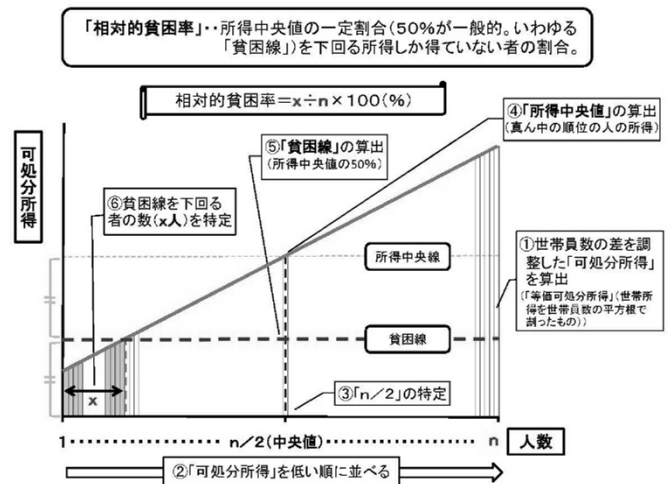 「相対的貧困率」・・所得中央値の一定割合(50%が一般的。いわゆる
「貧困線」)を下回る所得しか得ていない者の割合。
相対的貧困率=x÷n×100(%)
④「所得中央値」の算出
(真ん中の順位の人の所得)
⑤「貧困線」の算出
(所得中央値の50%)
可処分所得
⑥貧困線を下回る
者の数(x人)を特定
所得中央線
①世帯員数の差を調
整した「可処分所得」
を算出
(「等価可処分所得」(世帯所
得を世帯員数の平方根で
割ったもの))
貧困線
x
③「n/2」の特定
1・・・・・・・・・・・・・・・n/2(中央値)・・・・・・・・・・・・・・・n
人数
②「可処分所得」を低い順に並べる